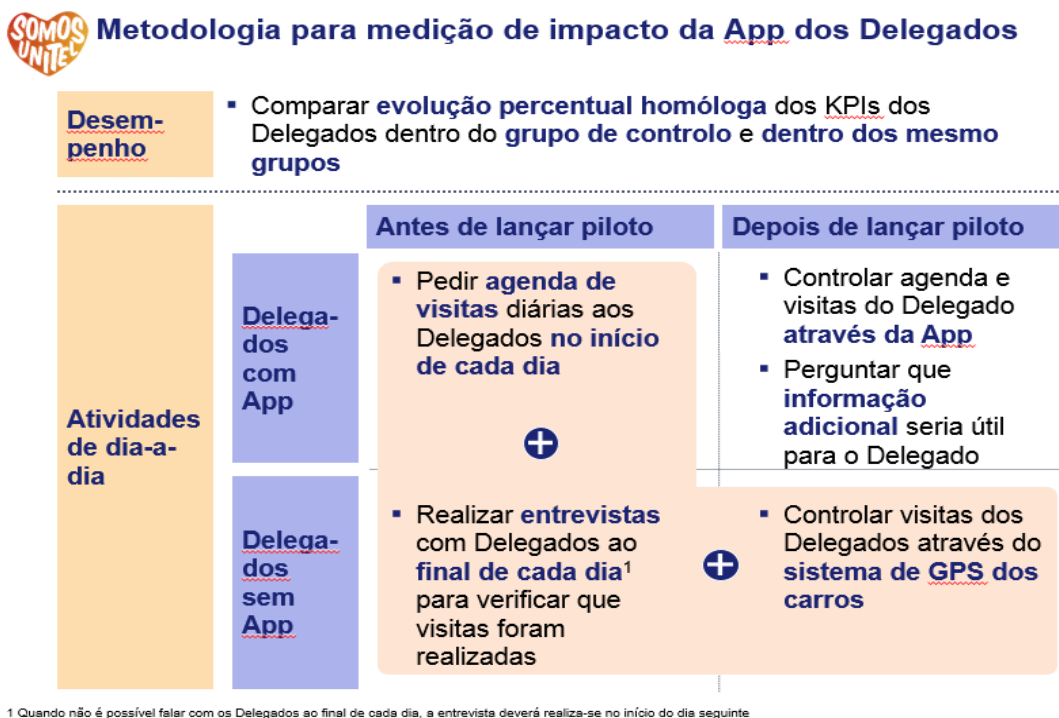 SOMOS
UNITEL
Metodologia para medição de impacto da App dos Delegados
Desem-
penho
▪ Comparar evolução percentual homóloga dos KPIs dos
Delegados dentro do grupo de controlo e dentro dos mesmo
grupos
Antes de lançar piloto
Depois de lançar piloto
Atividades
de dia-a-
dia
Delega-
dos
com
App
▪ Pedir agenda de
visitas diárias aos
Delegados no início
de cada dia
▪ Controlar agenda e
visitas do Delegado
através da App
▪ Perguntar que
informação
adicional seria útil
para o Delegado
Delega-
dos
sem
App
▪ Realizar entrevistas
com Delegados ao
final de cada dia¹
para verificar que
visitas foram
realizadas
▪ Controlar visitas dos
Delegados através do
sistema de GPS dos
carros
1 Quando não é possível falar com os Delegados ao final de cada dia, a entrevista deverá realiza-se no início do dia seguinte